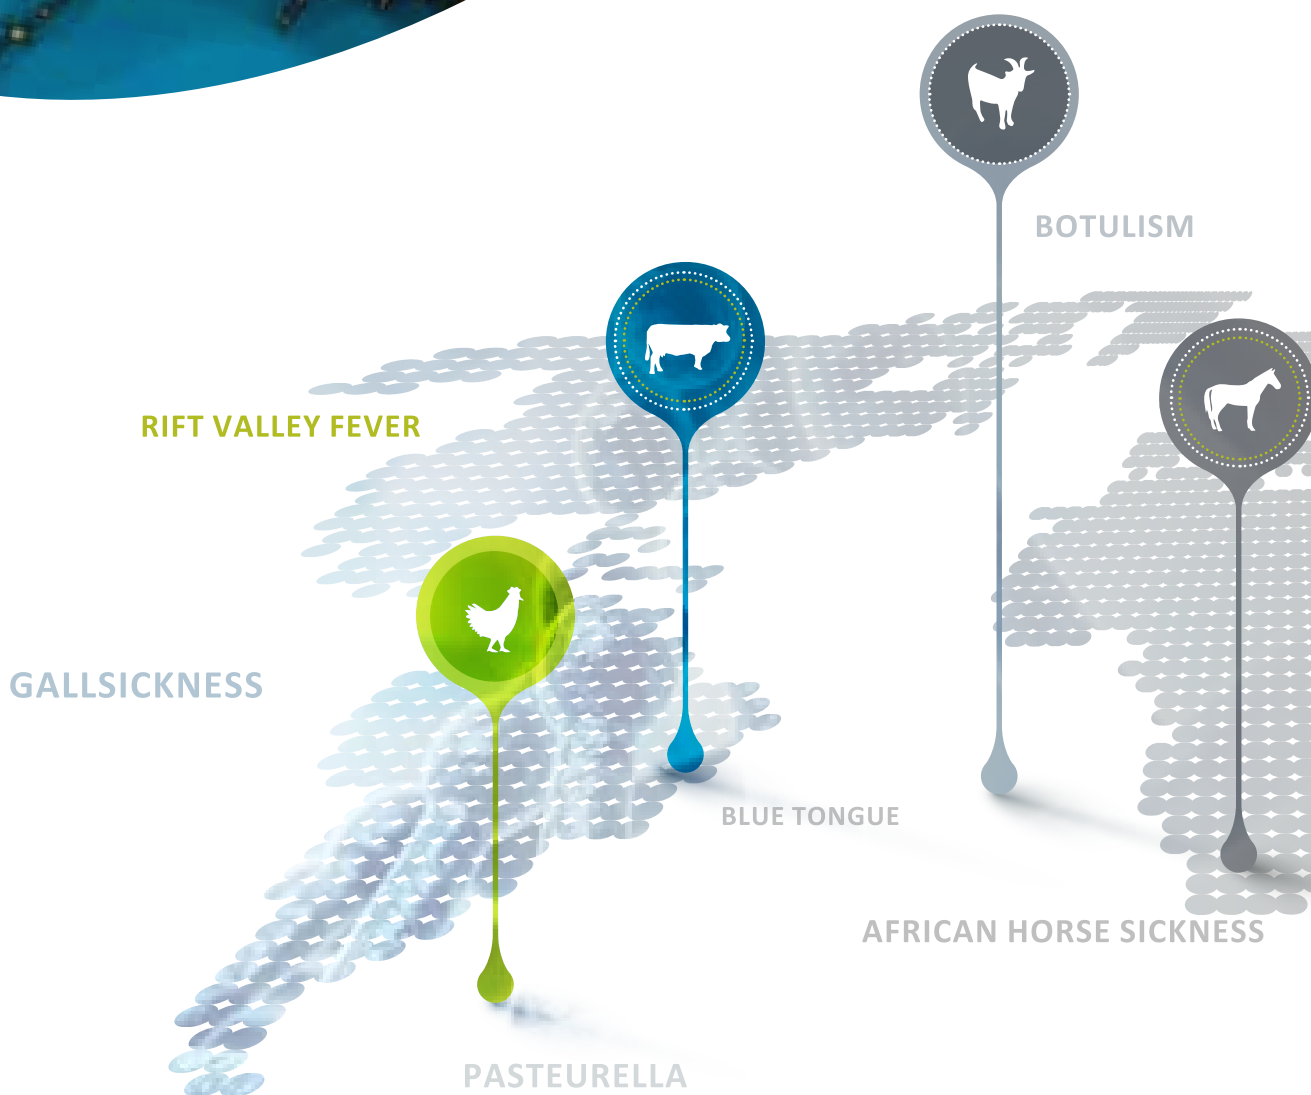 BOTULISM
RIFT VALLEY FEVER
GALLSICKNESS
BLUE TONGUE
AFRICAN HORSE SICKNESS
PASTEURELLA